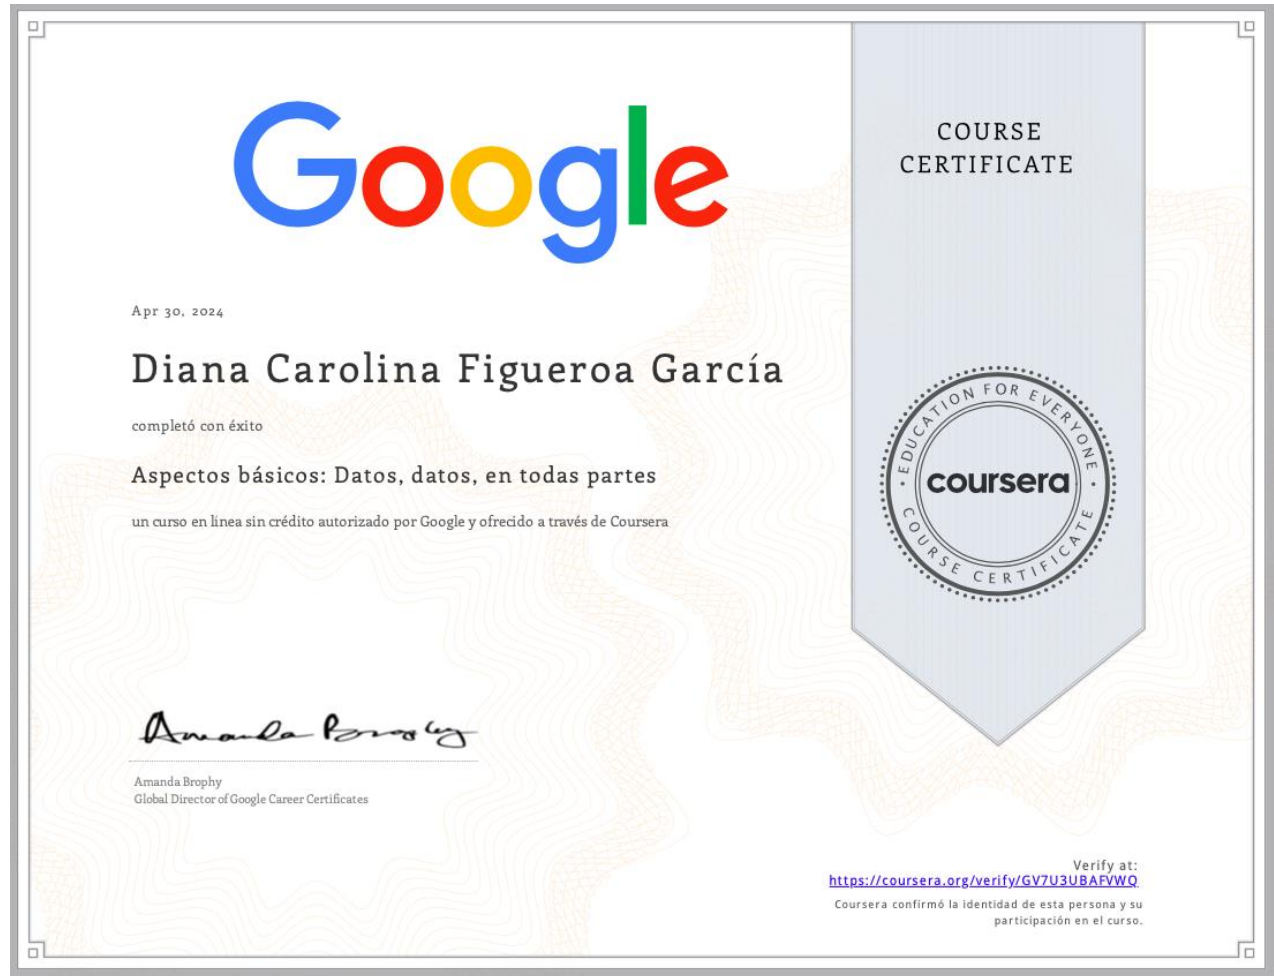 Google
COURSE
CERTIFICATE
Apr 30, 2024
Diana Carolina Figueroa García
completó con éxito
Aspectos básicos: Datos, datos, en todas partes
un curso en línea sin crédito autorizado por Google y ofrecido a través de Coursera
EDUCATION FOR EVERYONE
coursera
COURSE CERTIFICATE
Amanda Brophy
Amanda Brophy
Global Director of Google Career Certificates
Verify at:
https://coursera.org/verify/GV7U3UBAFVWQ
Coursera confirmó la identidad de esta persona y su
participación en el curso.